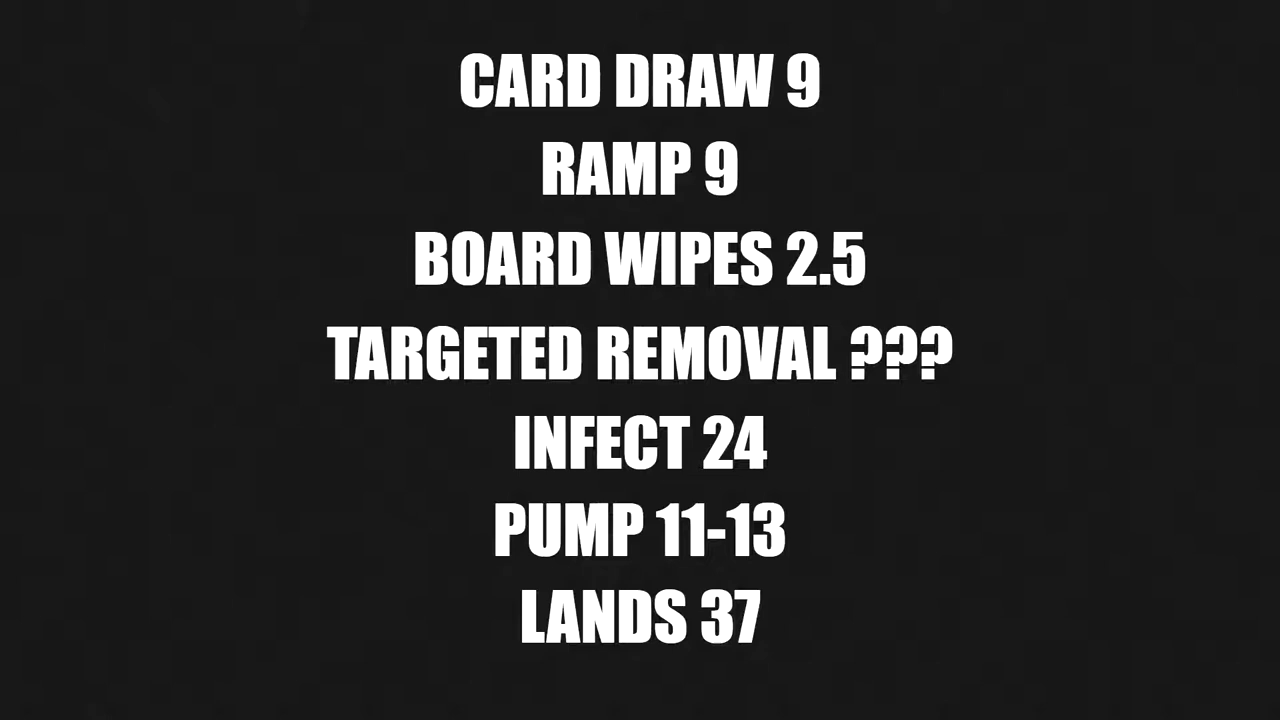 CARD DRAW 9
RAMP 9
BOARD WIPES 2.5
TARGETED REMOVAL ???
INFECT 24
PUMP 11-13
LANDS 37